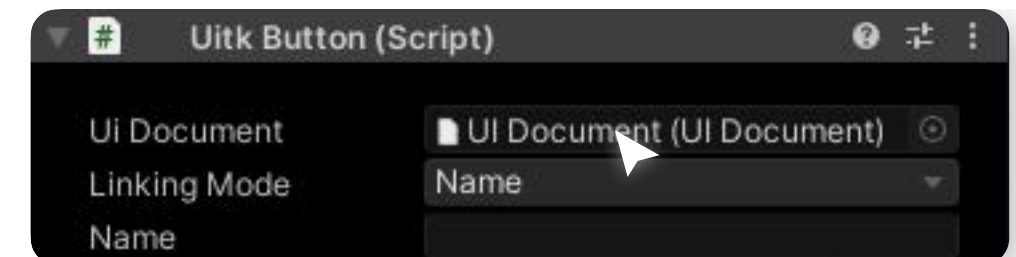 # Uitk Button (Script)
Ui Document UI Document (UI Document)
Linking Mode Name
Name